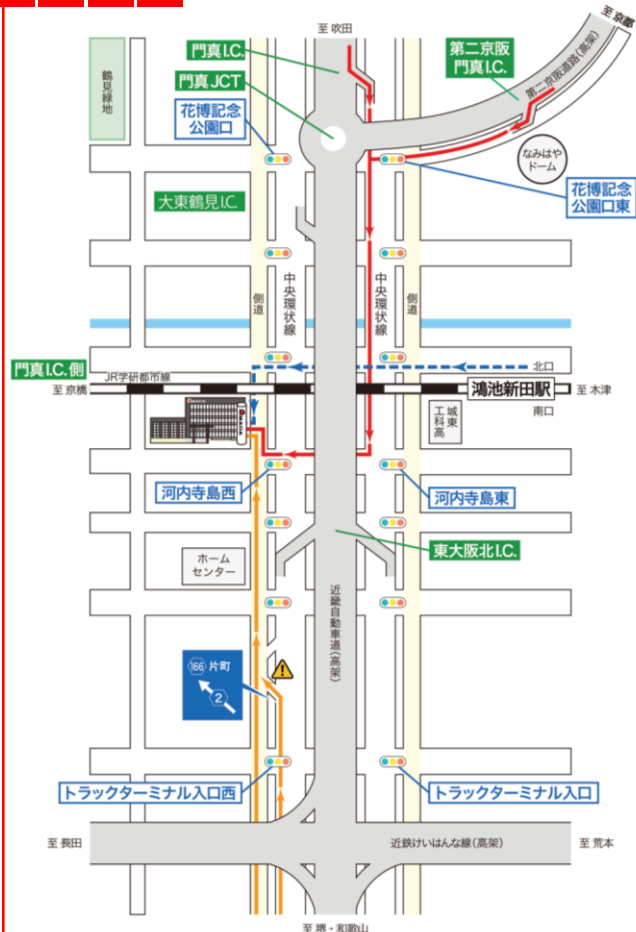 至 吹田
至 京都
門真I.C.
第二京阪
門真I.C.
第二京阪道路(高架)
鶴見緑地
門真JCT
花博記念
公園口
なみはや
ドーム
花博記念
公園口東
大東鶴見I.C.
側道
中央環状線
中央環状線
側道
門真I.C.側
北口
JR学研都市線
至 京橋
鴻池新田駅
至 木津
南口
城東
工科高
河内寺島西
河内寺島東
東大阪北I.C.
ホーム
センター
近畿自動車道(高架)
166 片町
2
トラックターミナル入口西
トラックターミナル入口
至 長田
近鉄けいはんな線(高架)
至 荒本
至 堺・和歌山